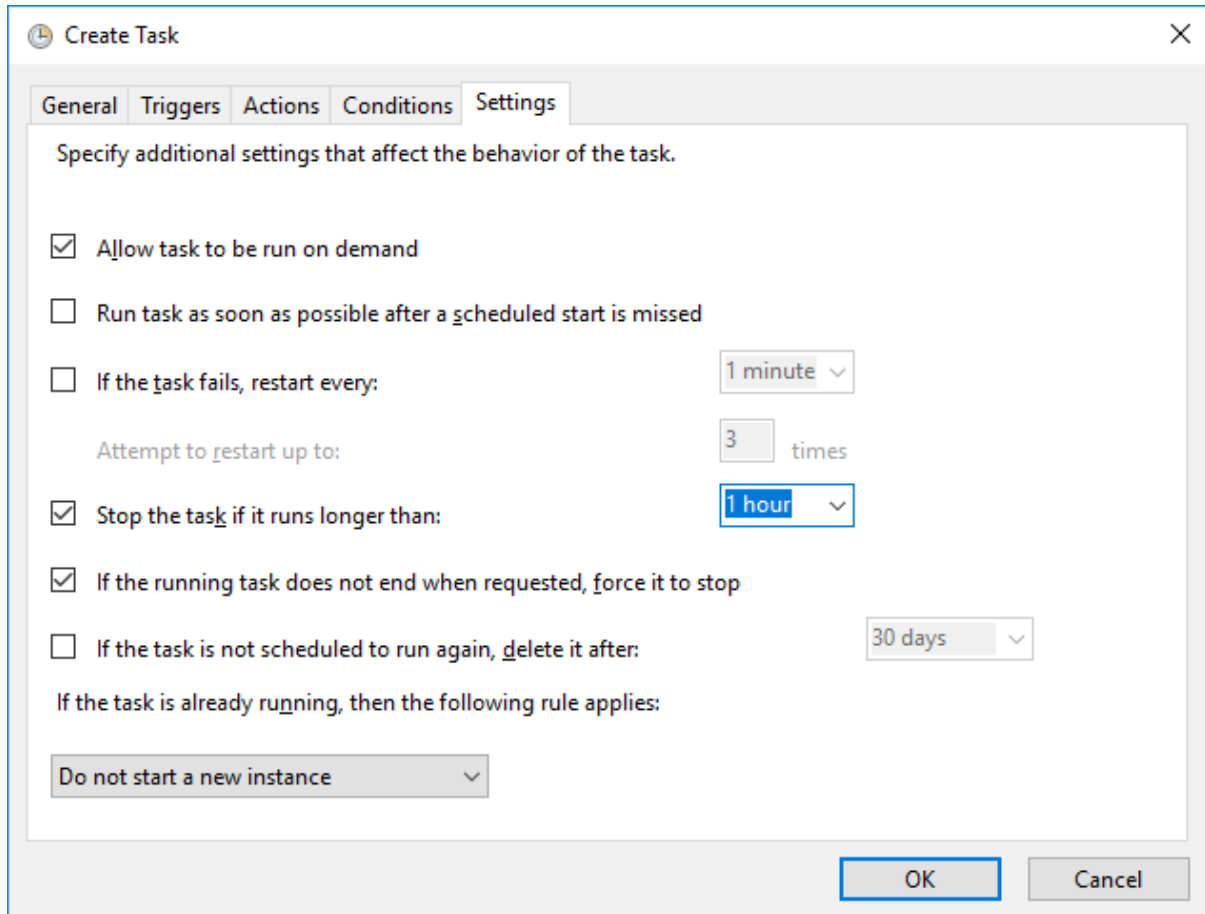 Create Task
General Triggers Actions Conditions Settings
Specify additional settings that affect the behavior of the task.
Allow task to be run on demand
Run task as soon as possible after a scheduled start is missed
If the task fails, restart every: 1 minute
Attempt to restart up to: 3 times
Stop the task if it runs longer than: 1 hour
If the running task does not end when requested, force it to stop
If the task is not scheduled to run again, delete it after: 30 days
If the task is already running, then the following rule applies:
Do not start a new instance
OK Cancel